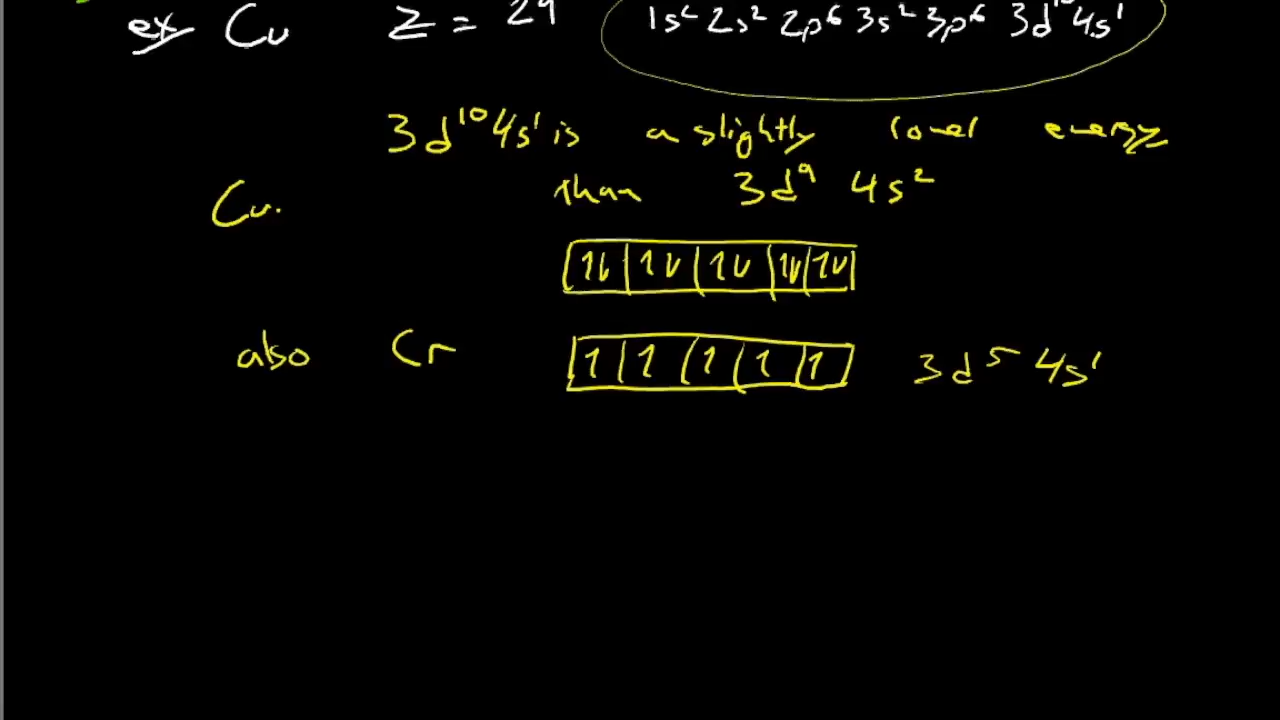 ex Cu Z = 29 1s² 2s² 2p⁶ 3s² 3p⁶ 3d¹⁰ 4s¹
3d¹⁰ 4s¹ is a slightly lower energy
Cu. than 3d⁹ 4s²
1↓ 1↓ 1↓ 1↓ 1↓
also Cr 1 1 1 1 1 3d⁵ 4s¹